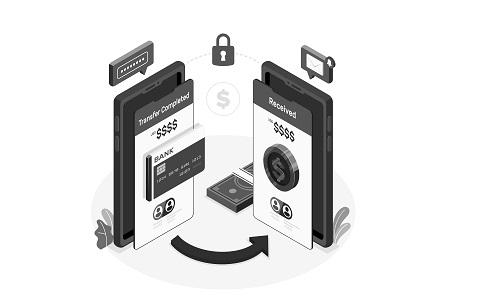 ********
Transfer Completed
$$$$
BANK
Received
$$$$
$
$